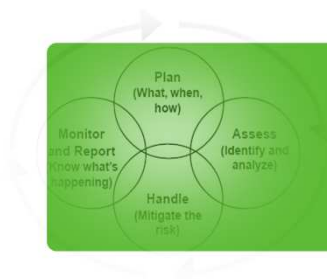 Plan
(What, when,
how)
Monitor
and Report
(Know what's
happening)
Assess
(Identify and
analyze)
Handle
(Mitigate the
risk)